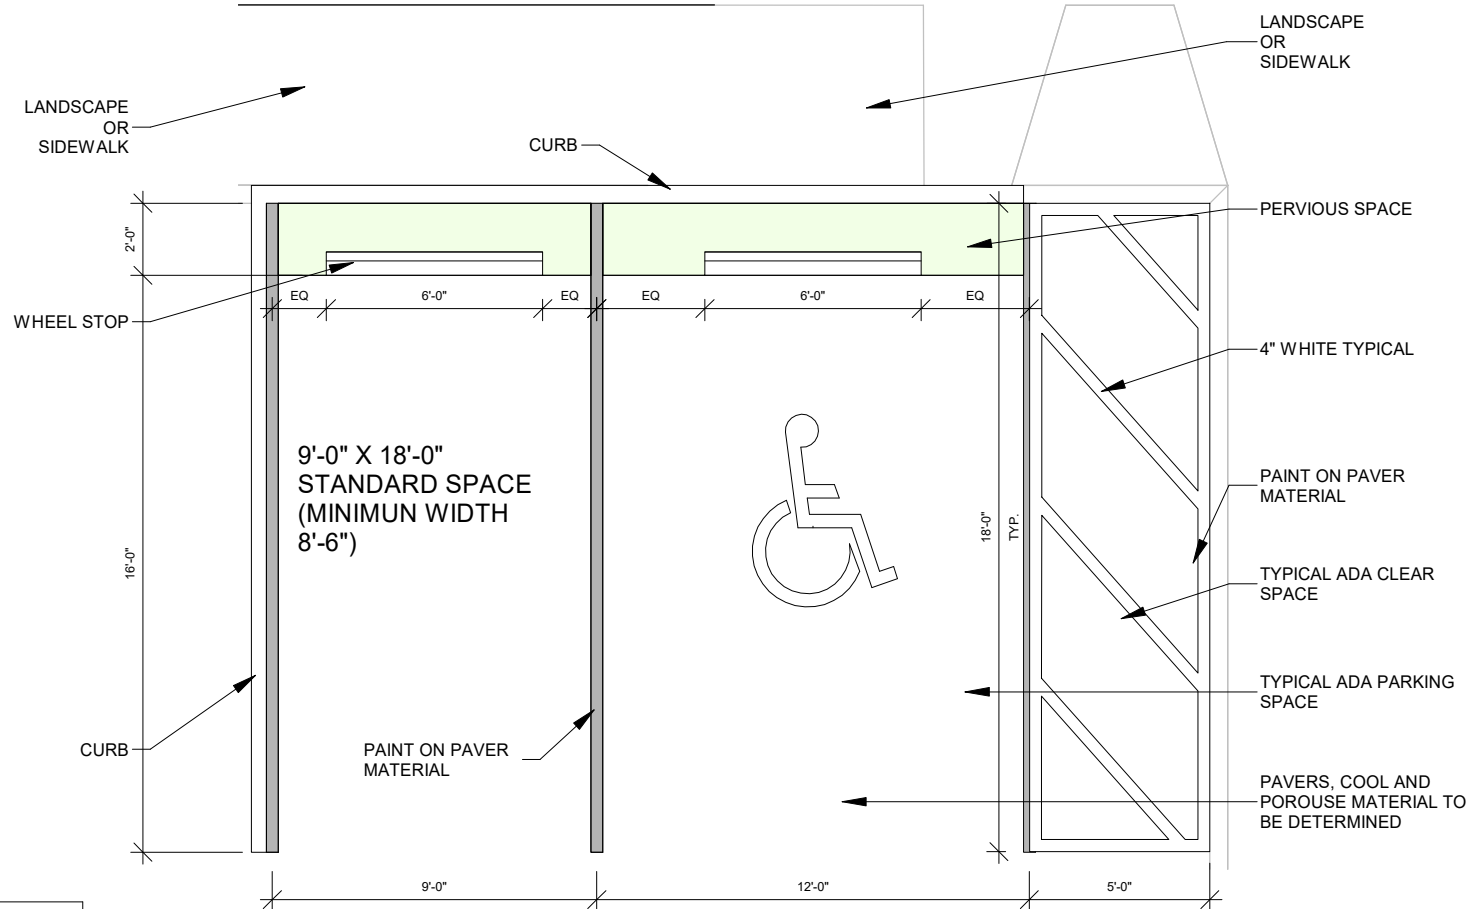 LANDSCAPE
OR
SIDEWALK
LANDSCAPE
OR
SIDEWALK
CURB
PERVIOUS SPACE
2'-0"
EQ
6'-0"
EQ
EQ
6'-0"
EQ
WHEEL STOP
4" WHITE TYPICAL
9'-0" X 18'-0"
STANDARD SPACE
(MINIMUN WIDTH
8'-6")
PAINT ON PAVER
MATERIAL
18'-0"
TYP.
16'-0"
TYPICAL ADA CLEAR
SPACE
TYPICAL ADA PARKING
SPACE
CURB
PAINT ON PAVER
MATERIAL
PAVERS, COOL AND
POROUSE MATERIAL TO
BE DETERMINED
9'-0"
12'-0"
5'-0"